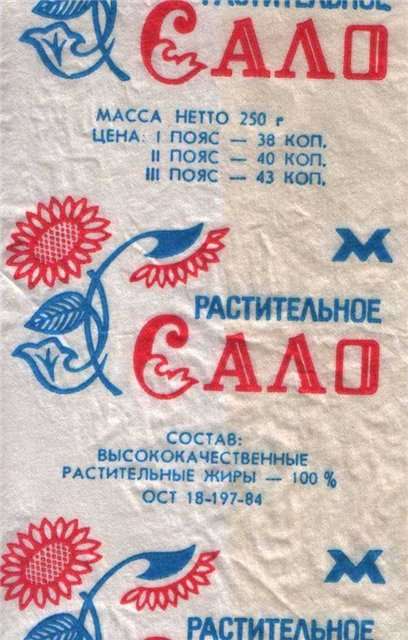 РАСТИТЕЛЬНОЕ
САЛО
МАССА НЕТТО 250 г
ЦЕНА: I ПОЯС — 38 КОП.
II ПОЯС — 40 КОП.
III ПОЯС — 43 КОП.
М
РАСТИТЕЛЬНОЕ
САЛО
СОСТАВ:
ВЫСОКОКАЧЕСТВЕННЫЕ
РАСТИТЕЛЬНЫЕ ЖИРЫ — 100 %
ОСТ 18-197-84
М
РАСТИТЕЛЬНОЕ